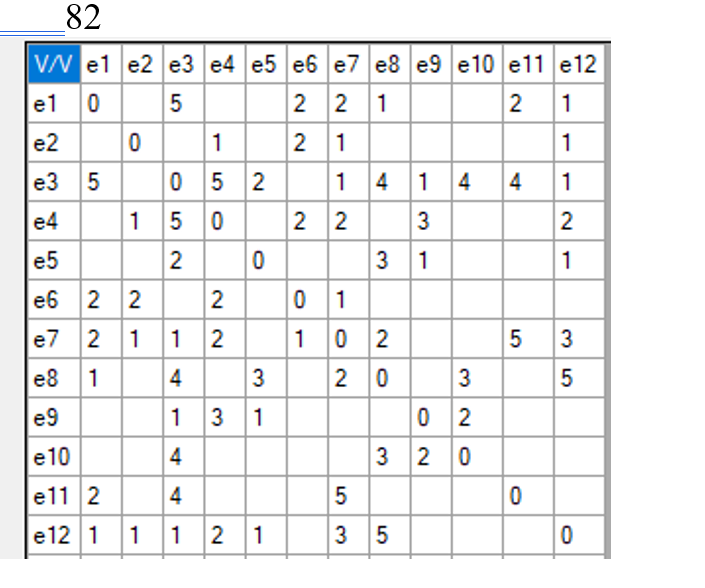 82
V/V e1 e2 e3 e4 e5 e6 e7 e8 e9 e10 e11 e12
e1 0 5 2 2 1 2 1
e2 0 1 2 1 1
e3 5 0 5 2 1 4 1 4 4 1
e4 1 5 0 2 2 3 2
e5 2 0 3 1 1
e6 2 2 2 0 1
e7 2 1 1 2 1 0 2 5 3
e8 1 4 3 2 0 3 5
e9 1 3 1 0 2
e10 4 3 2 0
e11 2 4 5 0
e12 1 1 1 2 1 3 5 0